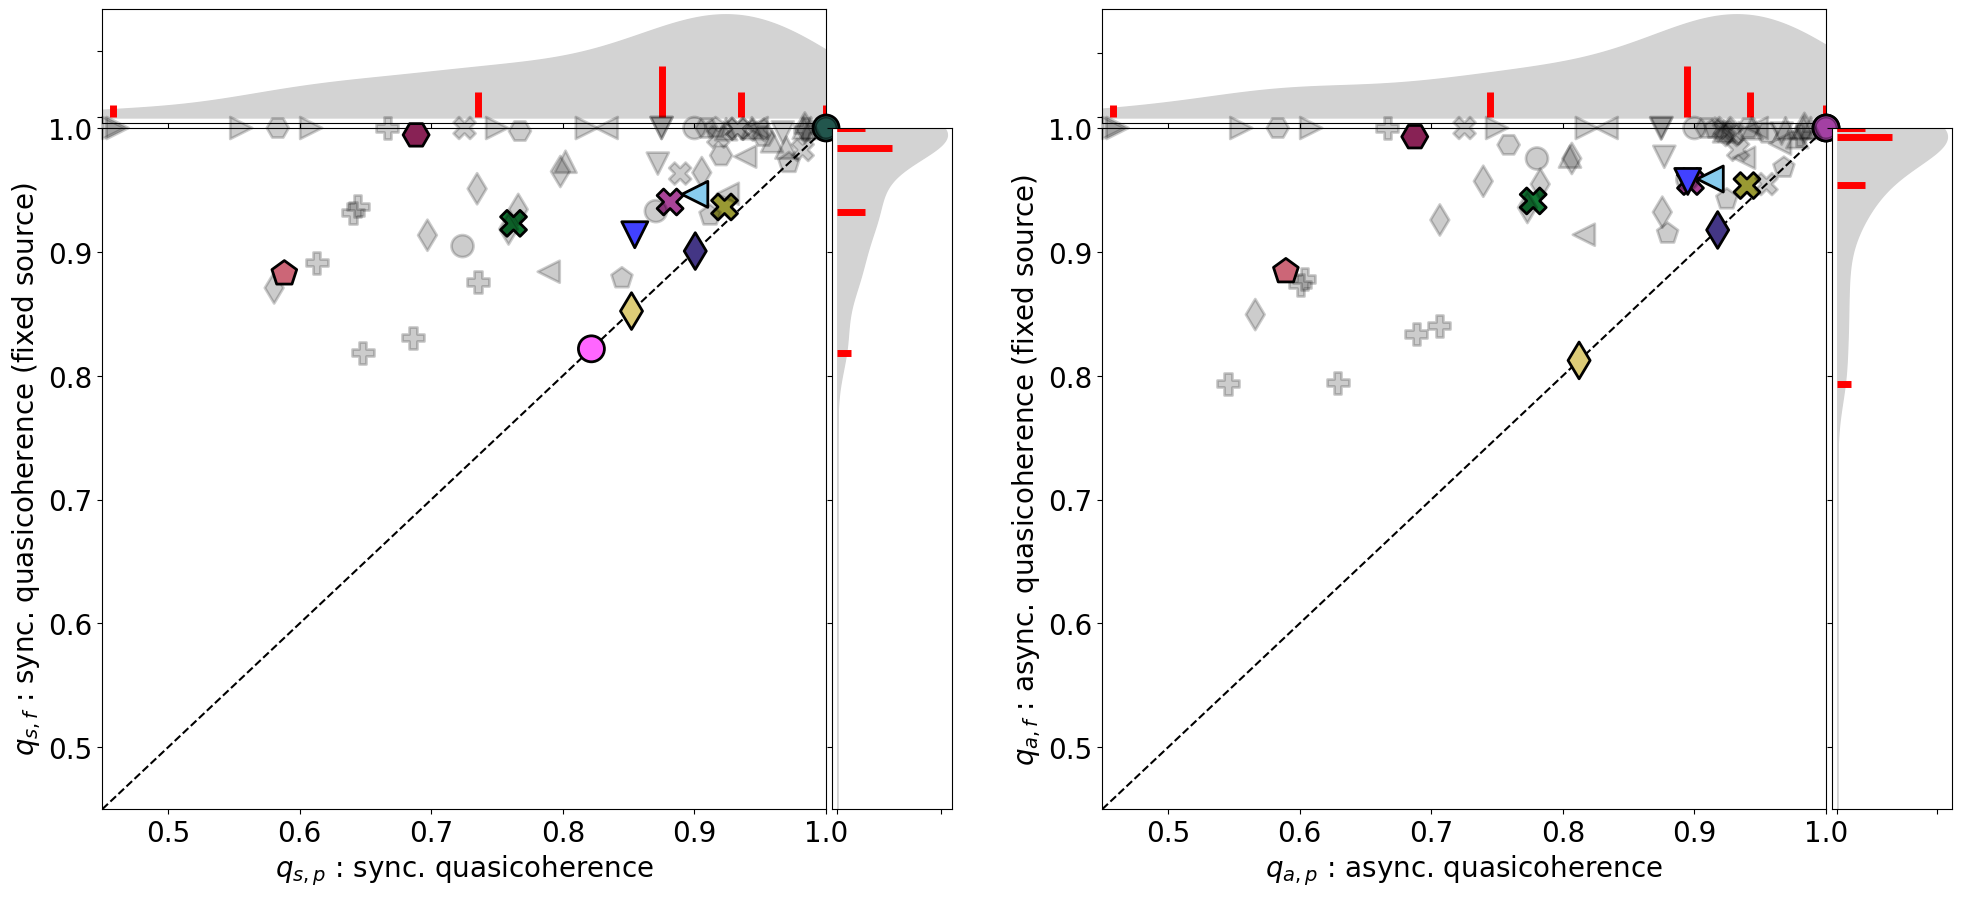 1.0
0.9
0.8
0.7
0.6
0.5
q_{s,f} : sync. quasicoherence (fixed source)
0.5 0.6 0.7 0.8 0.9 1.0
q_{s,p} : sync. quasicoherence
1.0
0.9
0.8
0.7
0.6
0.5
q_{a,f} : async. quasicoherence (fixed source)
0.5 0.6 0.7 0.8 0.9 1.0
q_{a,p} : async. quasicoherence